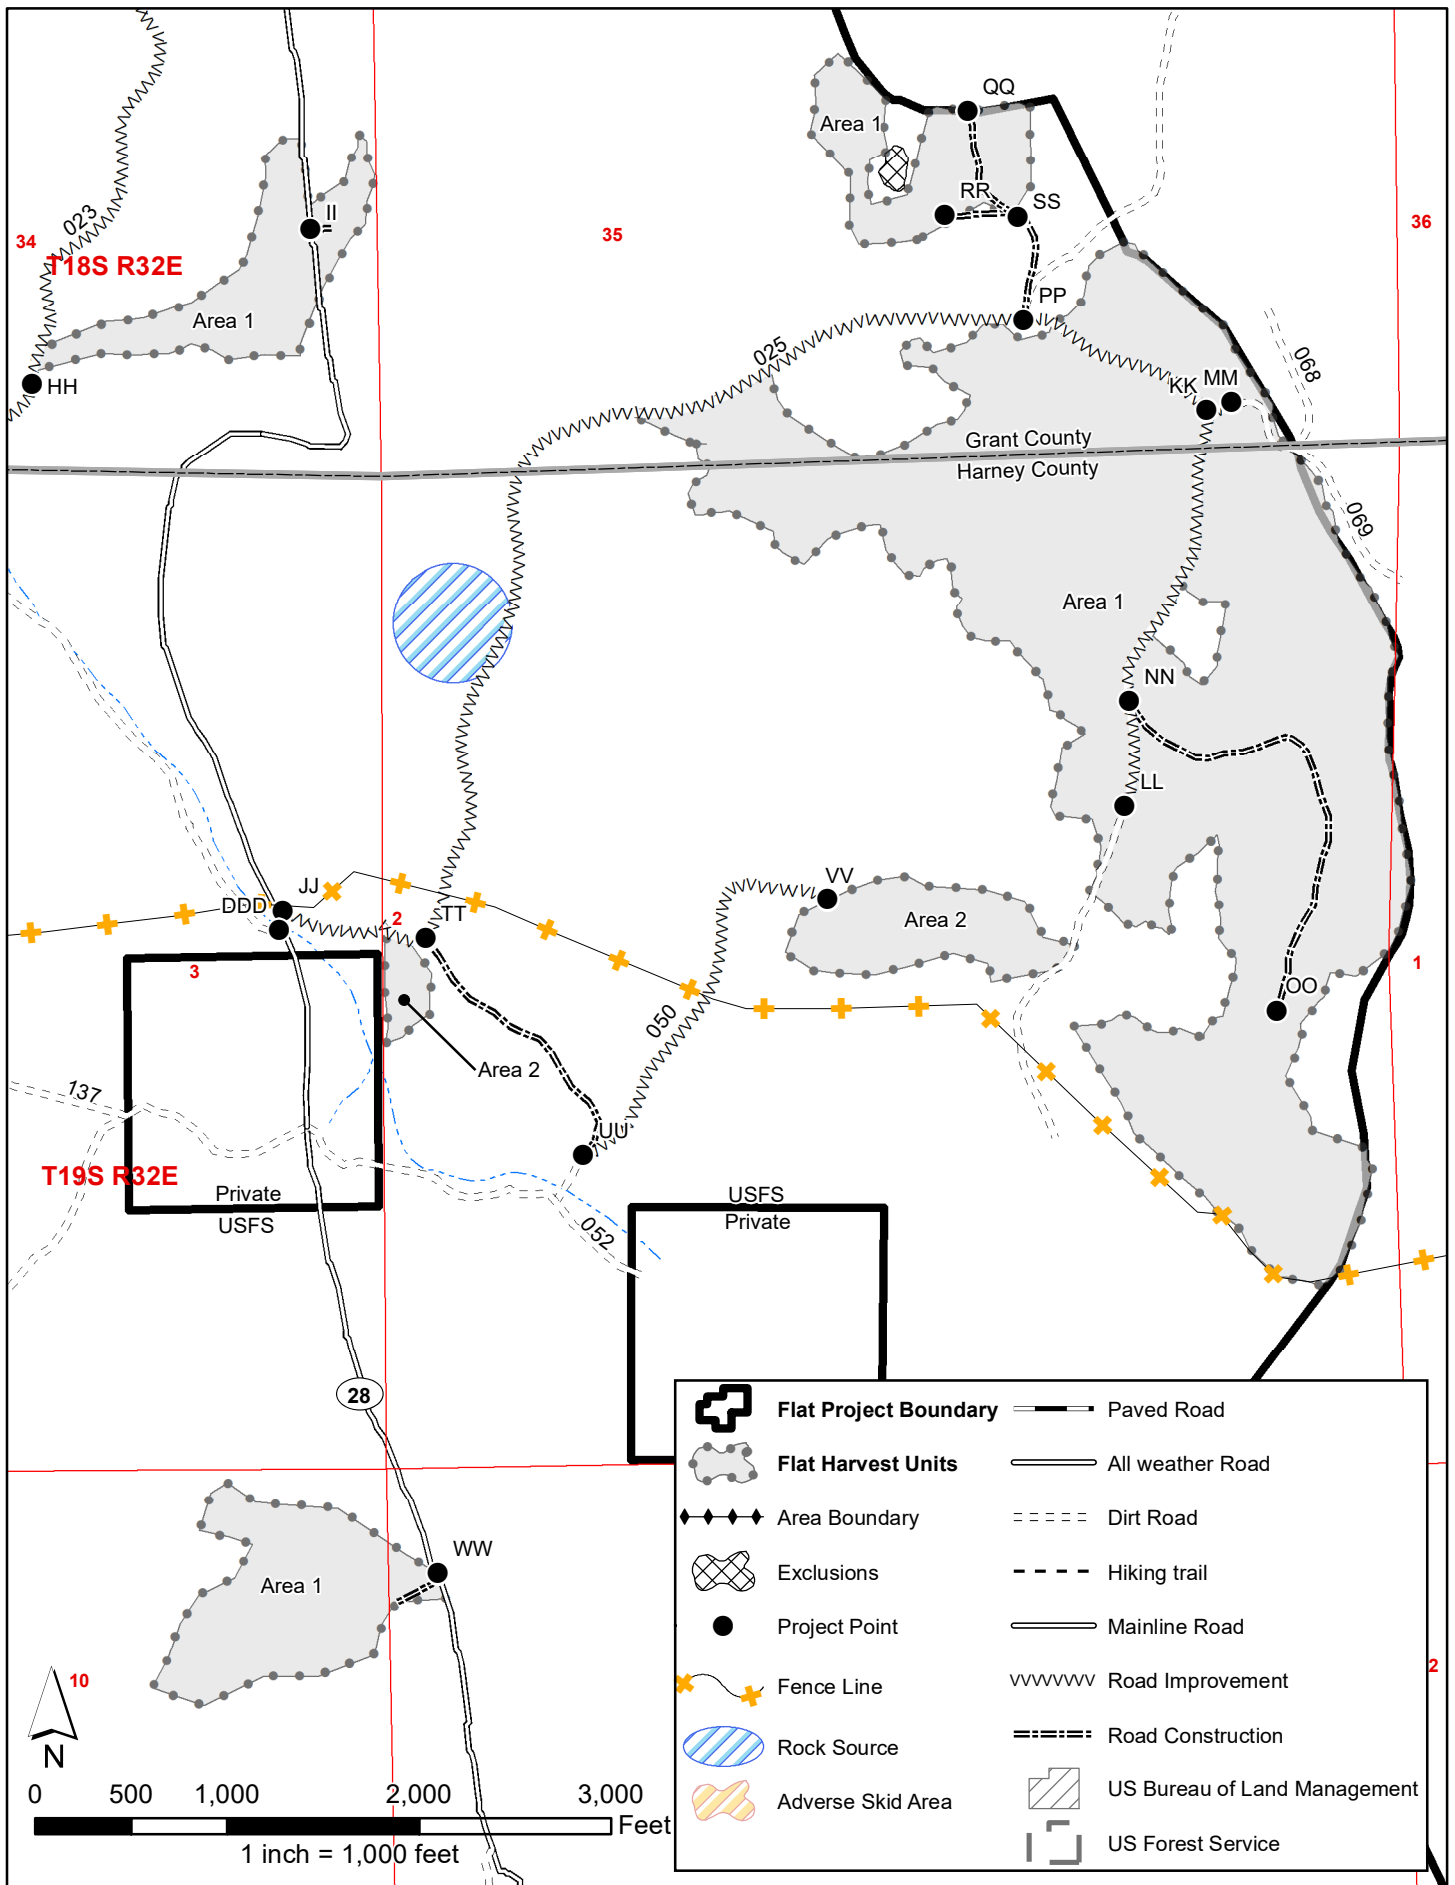 QQ
Area 1
023
RR
SS
II
34
35
36
T18S R32E
PP
Area 1
025
068
HH
KK
MM
Grant County
Harney County
069
Area 1
NN
LL
JJ
VV
DDD
TT
2
Area 2
3
1
OO
050
Area 2
137
UU
T19S R32E
Private
USFS
USFS
Private
052
28
WW
Area 1
10
2
N
0
500
1,000
2,000
3,000
Feet
1 inch = 1,000 feet
Flat Project Boundary
Flat Harvest Units
Area Boundary
Exclusions
Project Point
Fence Line
Rock Source
Adverse Skid Area
Paved Road
All weather Road
Dirt Road
Hiking trail
Mainline Road
Road Improvement
Road Construction
US Bureau of Land Management
US Forest Service